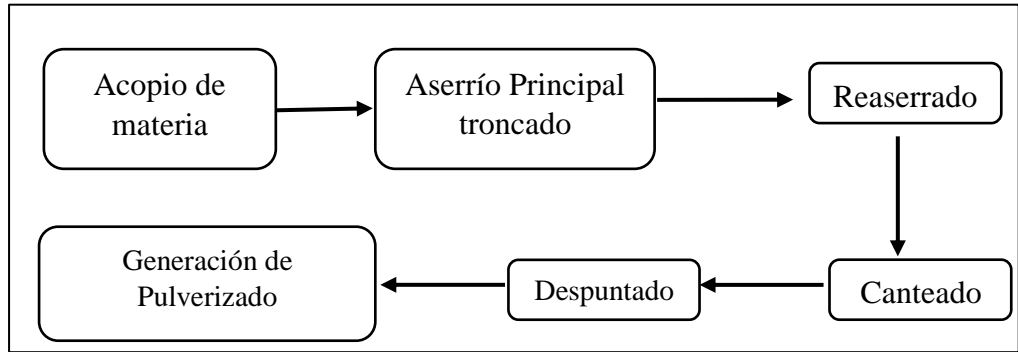 Acopio de
materia
Aserrío Principal
troncado
Reaserrado
Canteado
Despuntado
Generación de
Pulverizado